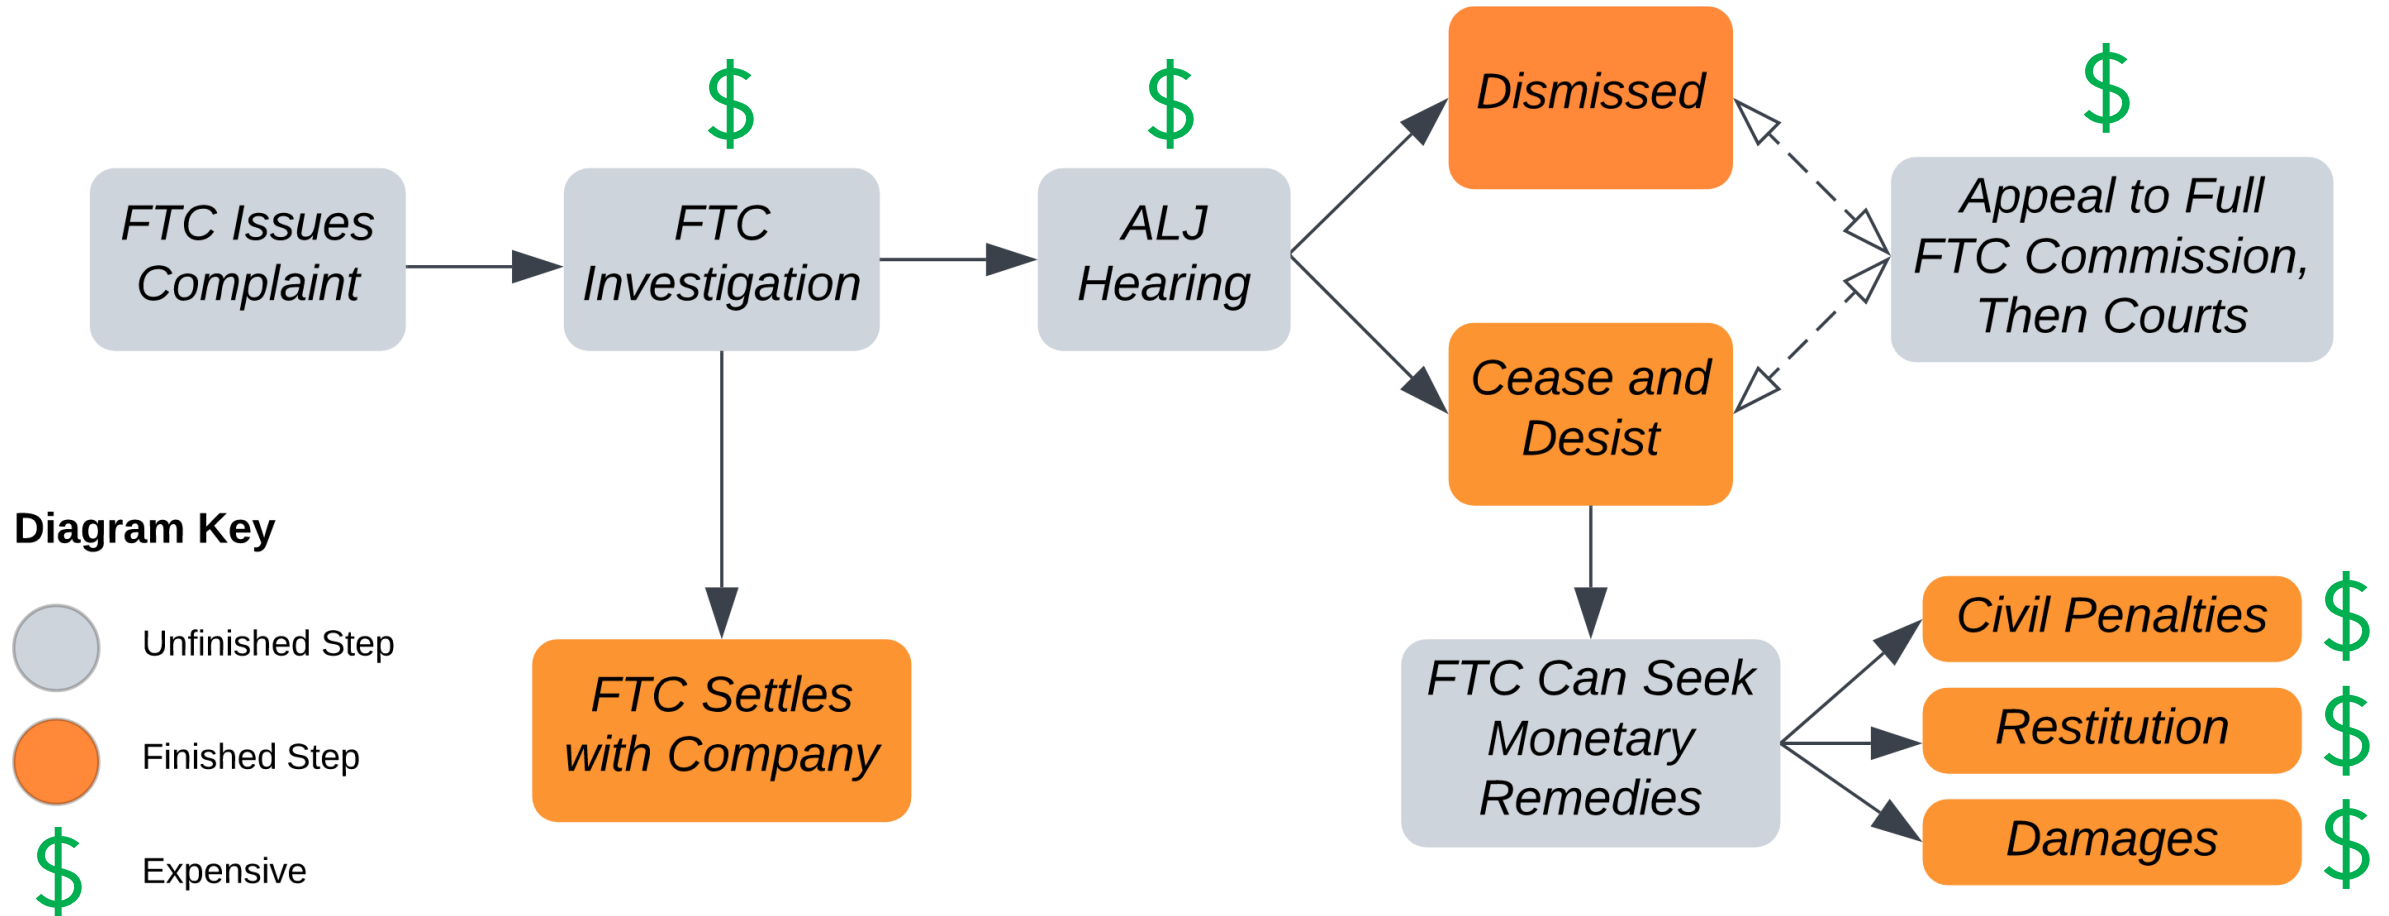 FTC Issues
Complaint
$
FTC
Investigation
$
ALJ
Hearing
Dismissed
Cease and
Desist
$
Appeal to Full
FTC Commission,
Then Courts
FTC Settles
with Company
FTC Can Seek
Monetary
Remedies
Civil Penalties
$
Restitution
$
Damages
$
Diagram Key
Unfinished Step
Finished Step
$
Expensive